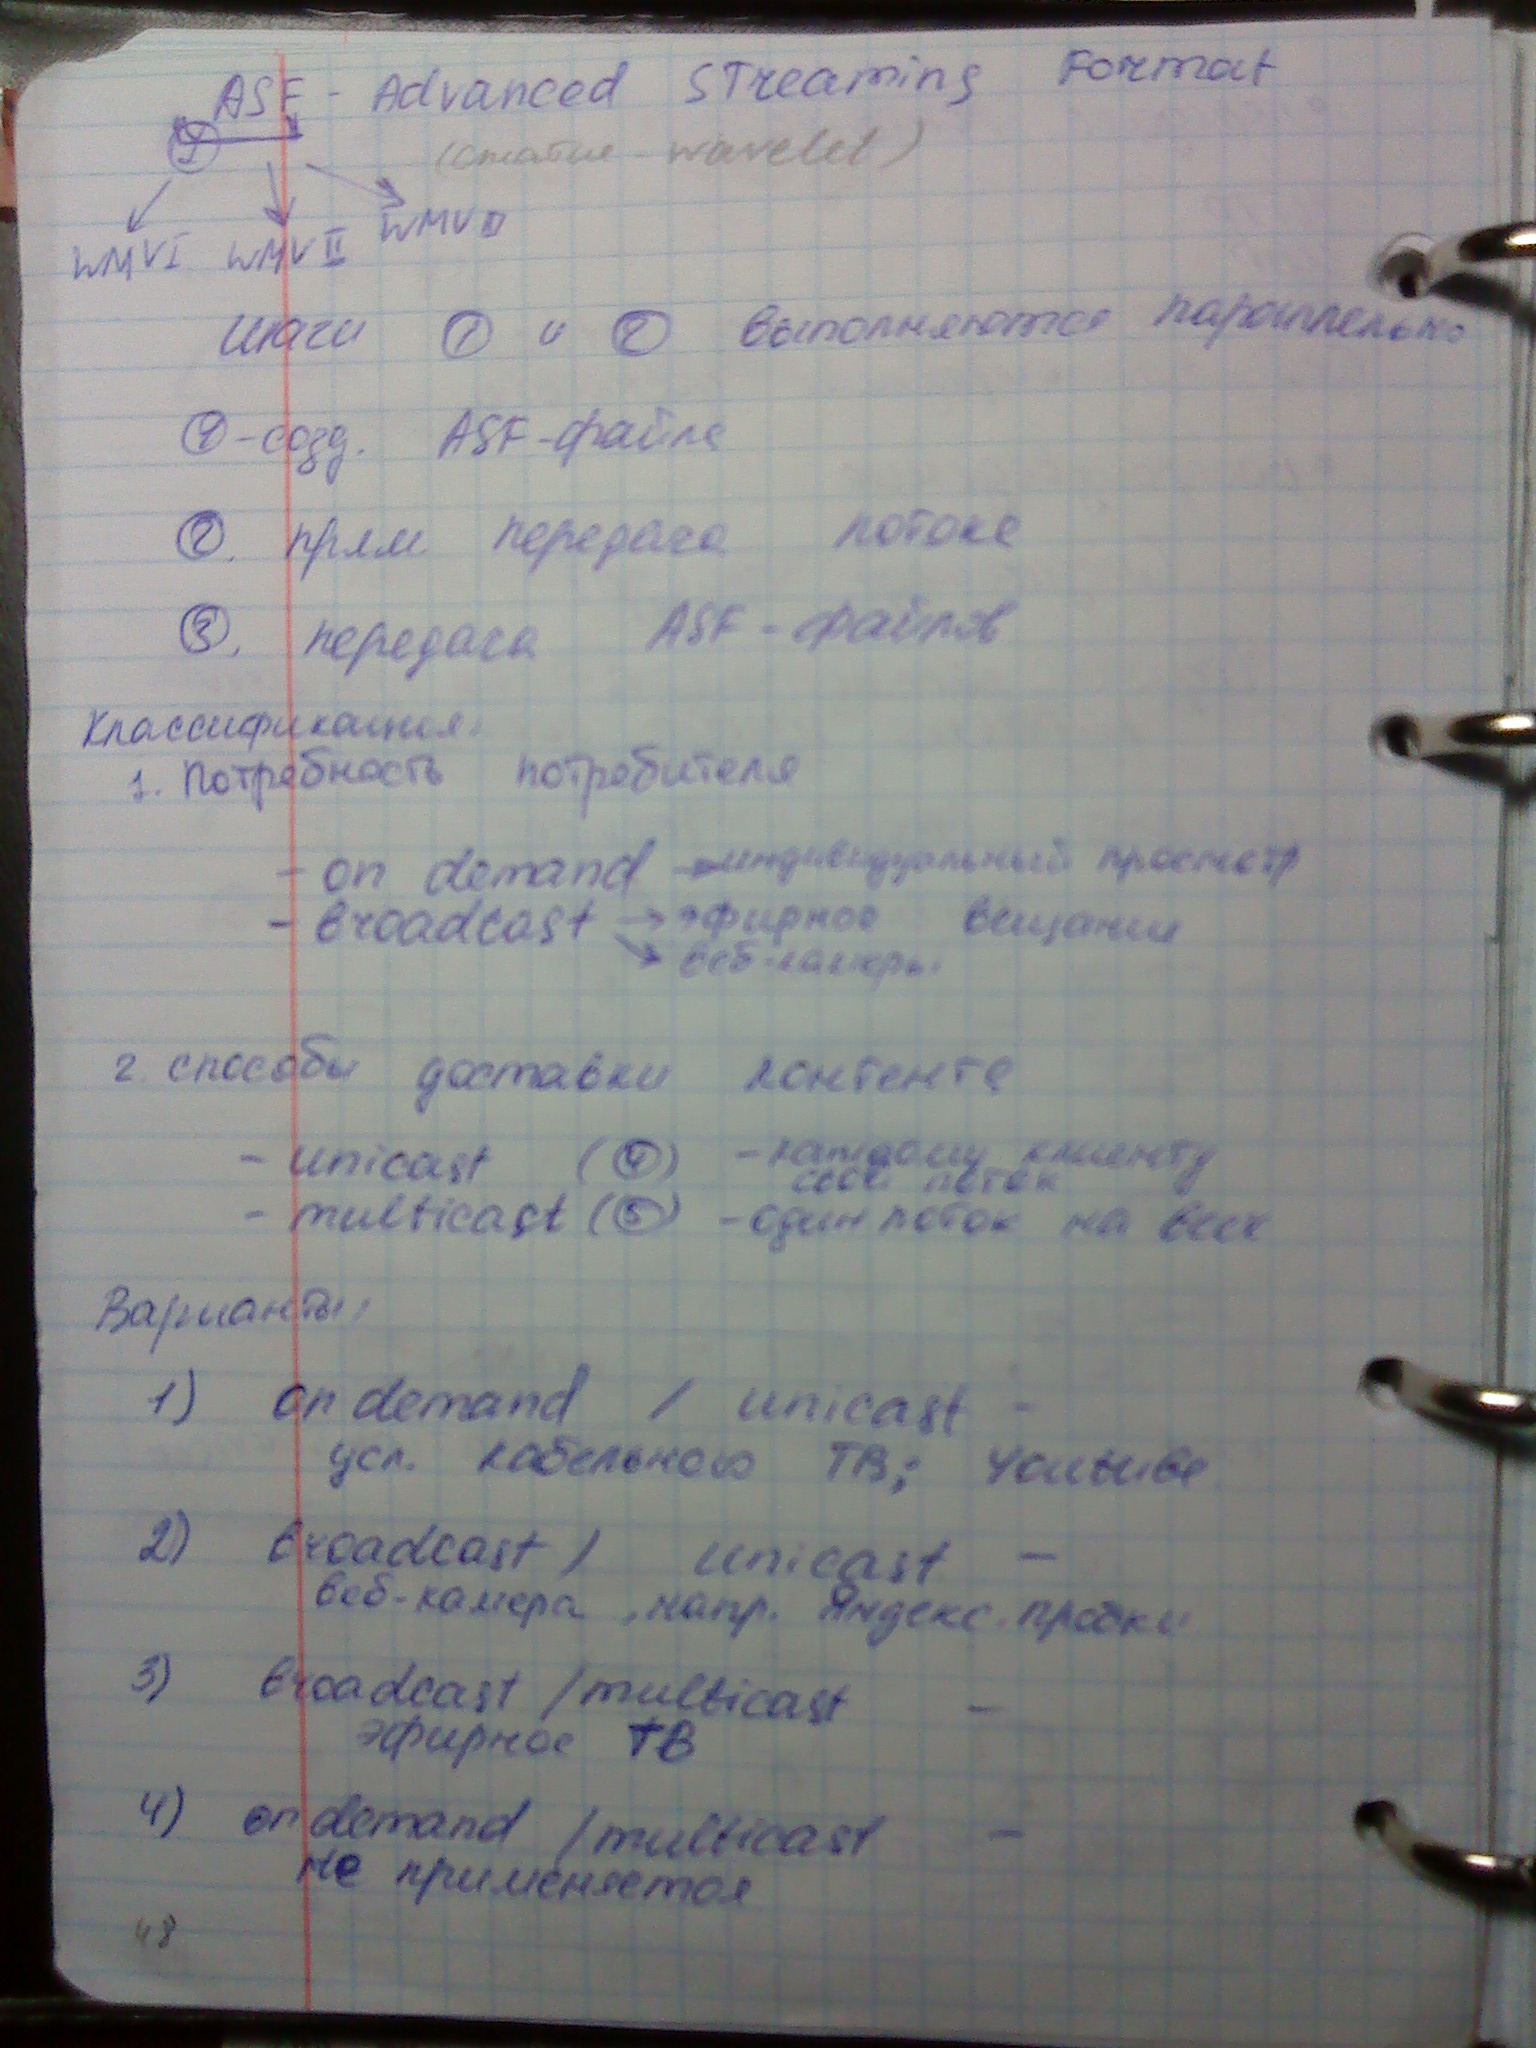 ASF - Advanced Streaming Format
(сжатие - wavelet)
WMV I WMV II WMV III
Шаги ① и ② выполняются параллельно
① - созд. ASF-файла
②. прям. передача потока
③. передача ASF-файлов
Классификация:
1. Потребность потребителя
- on demand → индивидуальный просмотр
- broadcast → эфирное вещание
→ веб-камеры.
2. способы доставки контента
- unicast (④) - каждому клиенту
свой поток
- multicast (⑤) - один поток на всех
Варианты:
1) on demand / unicast -
усл. кабельного ТВ; Youtube
2) broadcast / unicast -
веб-камера, напр. Яндекс.пробки
3) broadcast / multicast -
эфирное ТВ
4) on demand / multicast -
не применяется
48